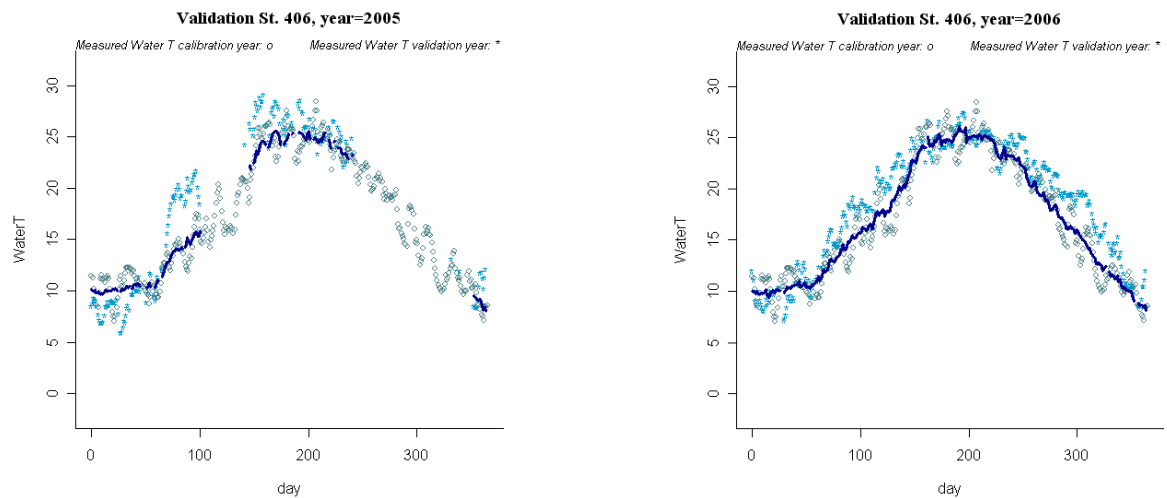 Validation St. 406, year=2005
Measured Water T calibration year: o Measured Water T validation year: *
30
25
20
15
10
5
0
WaterT
0 100 200 300
day
Validation St. 406, year=2006
Measured Water T calibration year: o Measured Water T validation year: *
30
25
20
15
10
5
0
WaterT
0 100 200 300
day